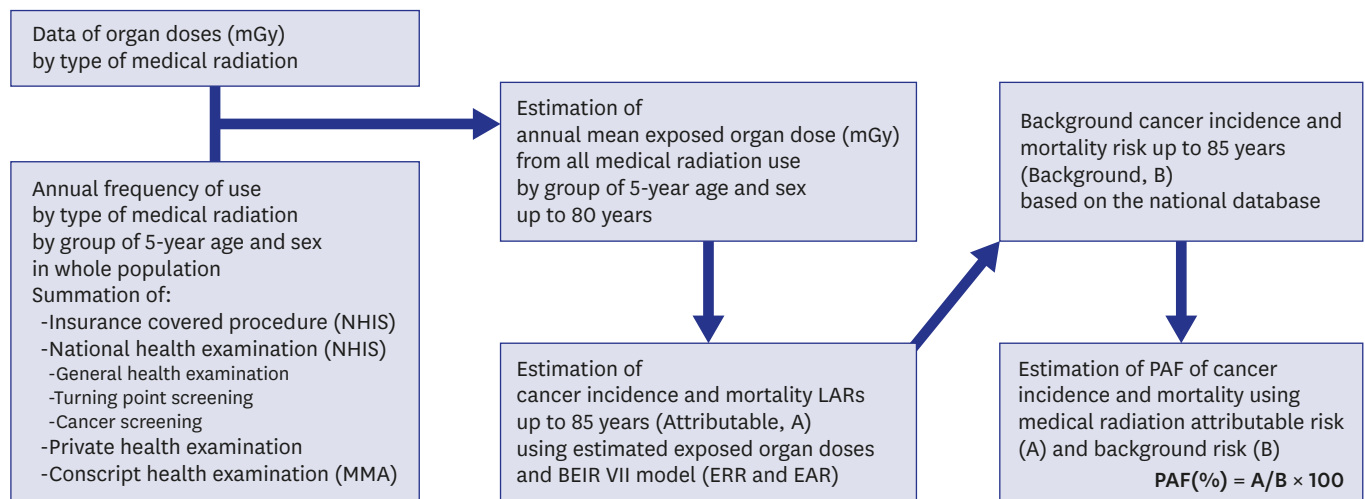 Data of organ doses (mGy)
by type of medical radiation
Annual frequency of use
by type of medical radiation
by group of 5-year age and sex
in whole population
Summation of:
-Insurance covered procedure (NHIS)
-National health examination (NHIS)
-General health examination
-Turning point screening
-Cancer screening
-Private health examination
-Conscript health examination (MMA)
Estimation of
annual mean exposed organ dose (mGy)
from all medical radiation use
by group of 5-year age and sex
up to 80 years
Estimation of
cancer incidence and mortality LARs
up to 85 years (Attributable, A)
using estimated exposed organ doses
and BEIR VII model (ERR and EAR)
Background cancer incidence and
mortality risk up to 85 years
(Background, B)
based on the national database
Estimation of PAF of cancer
incidence and mortality using
medical radiation attributable risk
(A) and background risk (B)
PAF(%) = A/B × 100